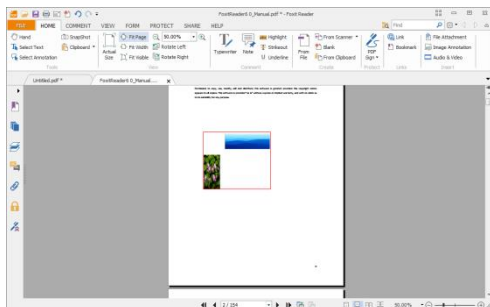 FoxitReader6.0_Manual.pdf * - Foxit Reader
FILE HOME COMMENT VIEW FORM PROTECT SHARE HELP
Find
Hand
Select Text
Select Annotation
SnapShot
Clipboard
Tools
Actual Size
Fit Page
Fit Width
Fit Visible
50.00%
Rotate Left
Rotate Right
View
Typewriter
Note
Highlight
Strikeout
Underline
Comment
From File
From Scanner
Blank
From Clipboard
Create
PDF Sign
Protect
Link
Bookmark
Links
File Attachment
Image Annotation
Audio & Video
Insert
Untitled.pdf *
FoxitReader6.0_Manual....
2 / 154
50.00%